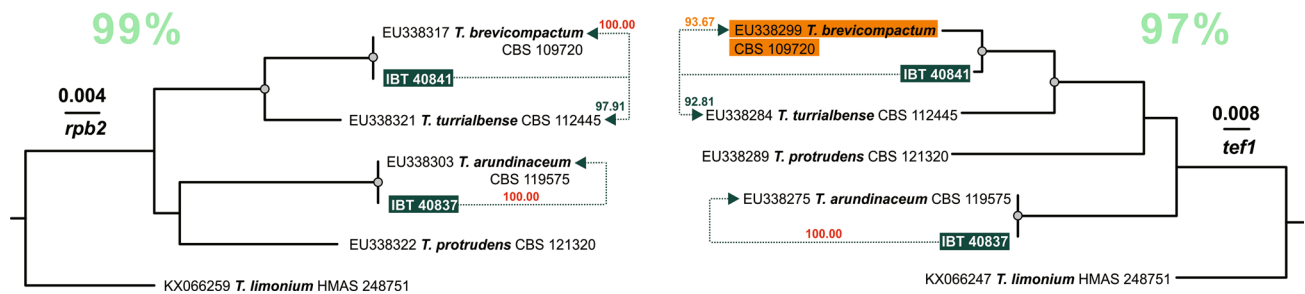 99%
100.00
EU338317 T. brevicompactum
CBS 109720
IBT 40841
0.004
rpb2
97.91
EU338321 T. turrialbense CBS 112445
EU338303 T. arundinaceum
CBS 119575
IBT 40837
100.00
EU338322 T. protrudens CBS 121320
KX066259 T. limonium HMAS 248751
97%
93.67
EU338299 T. brevicompactum
CBS 109720
IBT 40841
92.81
EU338284 T. turrialbense CBS 112445
0.008
tef1
EU338289 T. protrudens CBS 121320
EU338275 T. arundinaceum CBS 119575
100.00
IBT 40837
KX066247 T. limonium HMAS 248751